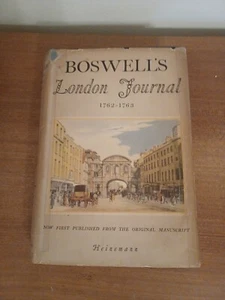 BOSWELL'S
London Journal
1762-1763
NOW FIRST PUBLISHED FROM THE ORIGINAL MANUSCRIPT
Heinemann